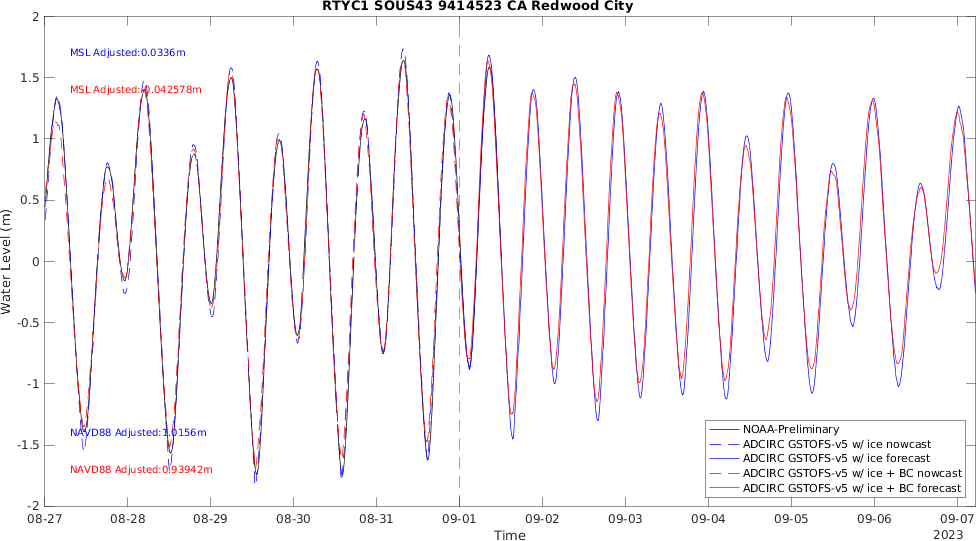 RTYC1 SOUS43 9414523 CA Redwood City
2
1.5
1
0.5
0
-0.5
-1
-1.5
-2
Water Level (m)
MSL Adjusted:0.0336m
MSL Adjusted:-0.042578m
NAVD88 Adjusted:1.0156m
NAVD88 Adjusted:0.93942m
NOAA-Preliminary
ADCIRC GSTOFS-v5 w/ ice nowcast
ADCIRC GSTOFS-v5 w/ ice forecast
ADCIRC GSTOFS-v5 w/ ice + BC nowcast
ADCIRC GSTOFS-v5 w/ ice + BC forecast
08-27 08-28 08-29 08-30 08-31 09-01 09-02 09-03 09-04 09-05 09-06 09-07
Time
2023